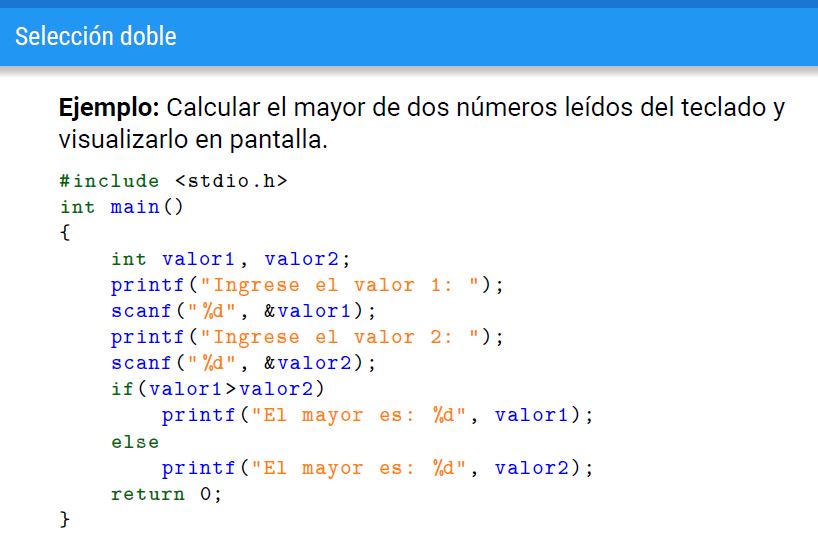 Selección doble
Ejemplo: Calcular el mayor de dos números leídos del teclado y
visualizarlo en pantalla.
#include <stdio.h>
int main()
{
    int valor1, valor2;
    printf("Ingrese el valor 1: ");
    scanf("%d", &valor1);
    printf("Ingrese el valor 2: ");
    scanf("%d", &valor2);
    if(valor1>valor2)
        printf("El mayor es: %d", valor1);
    else
        printf("El mayor es: %d", valor2);
    return 0;
}